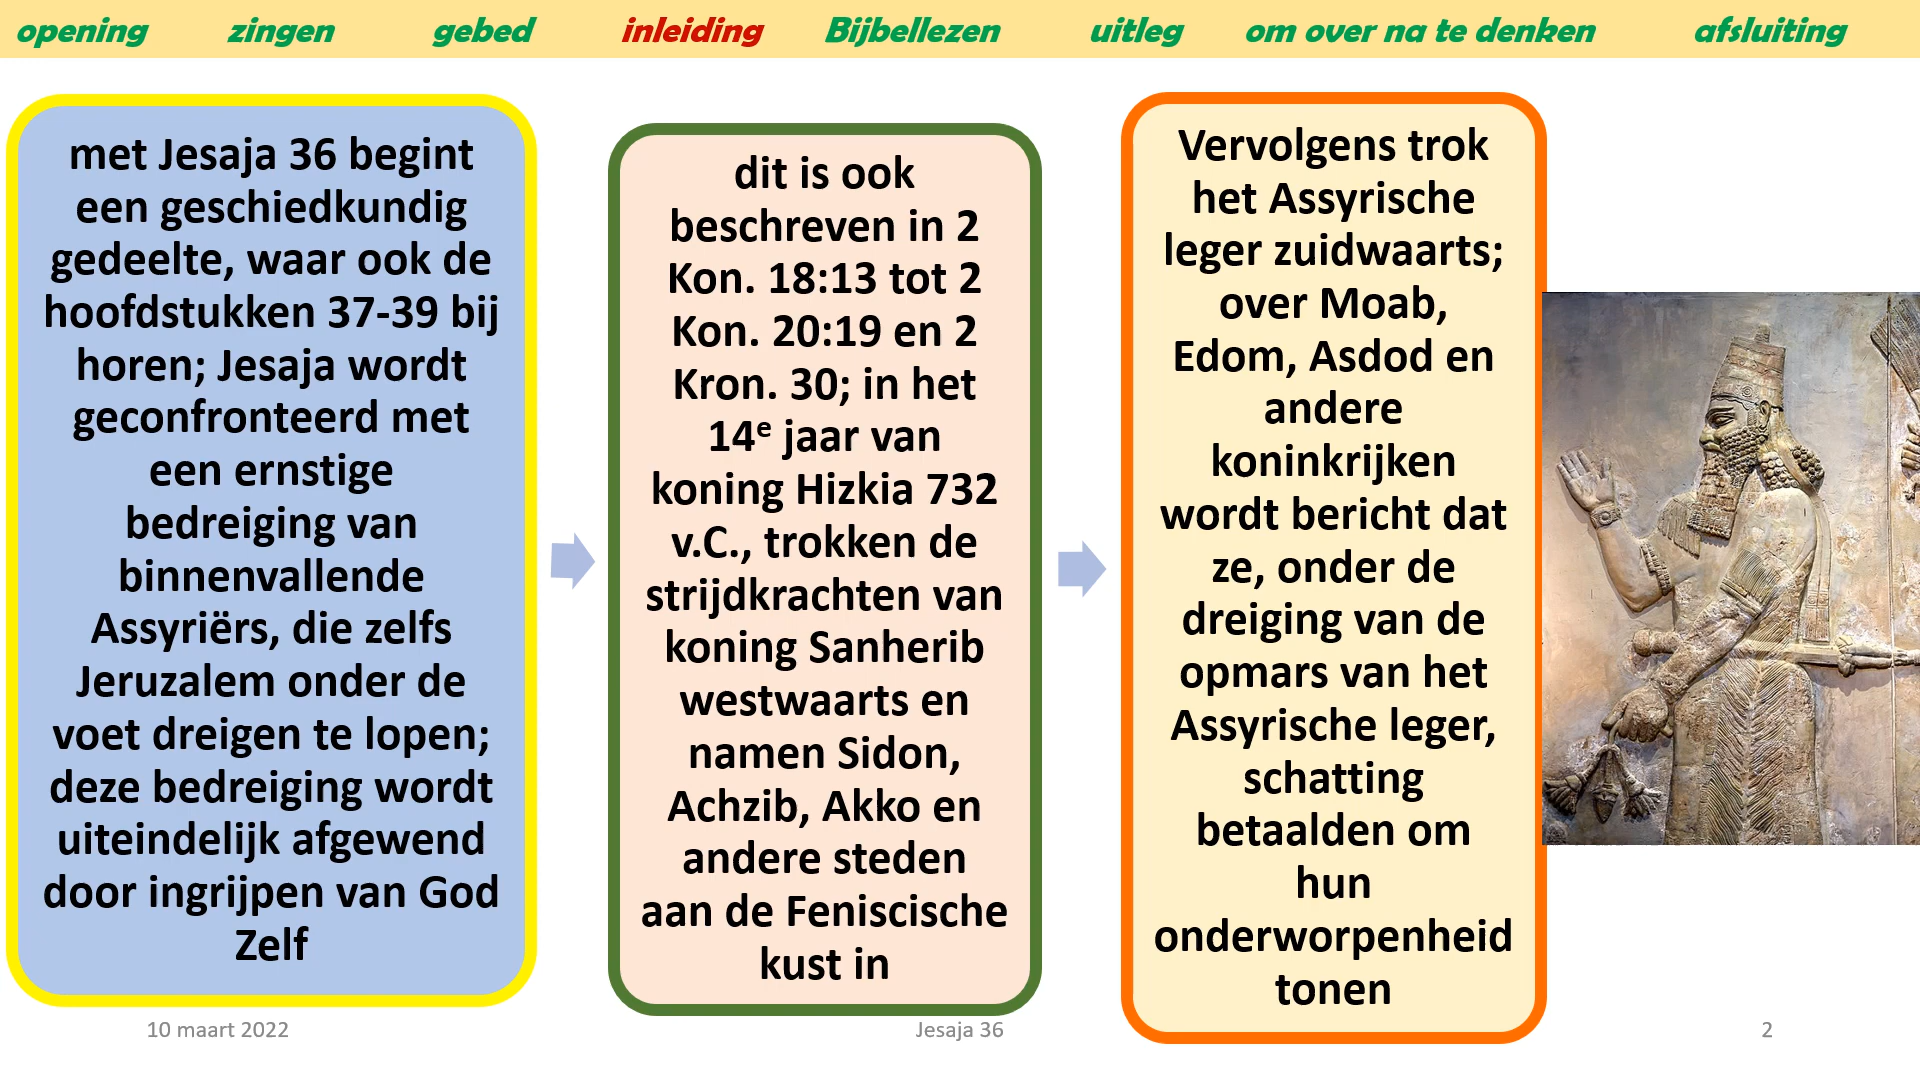 opening zingen gebed inleiding Bijbellezen uitleg om over na te denken afsluiting
met Jesaja 36 begint
een geschiedkundig
gedeelte, waar ook de
hoofdstukken 37-39 bij
horen; Jesaja wordt
geconfronteerd met
een ernstige
bedreiging van
binnenvallende
Assyriërs, die zelfs
Jeruzalem onder de
voet dreigen te lopen;
deze bedreiging wordt
uiteindelijk afgewend
door ingrijpen van God
Zelf
dit is ook
beschreven in 2
Kon. 18:13 tot 2
Kon. 20:19 en 2
Kron. 30; in het
14e jaar van
koning Hizkia 732
v.C., trokken de
strijdkrachten van
koning Sanherib
westwaarts en
namen Sidon,
Achzib, Akko en
andere steden
aan de Feniscische
kust in
Vervolgens trok
het Assyrische
leger zuidwaarts;
over Moab,
Edom, Asdod en
andere
koninkrijken
wordt bericht dat
ze, onder de
dreiging van de
opmars van het
Assyrische leger,
schatting
betaalden om
hun
onderworpenheid
tonen
10 maart 2022
Jesaja 36
2